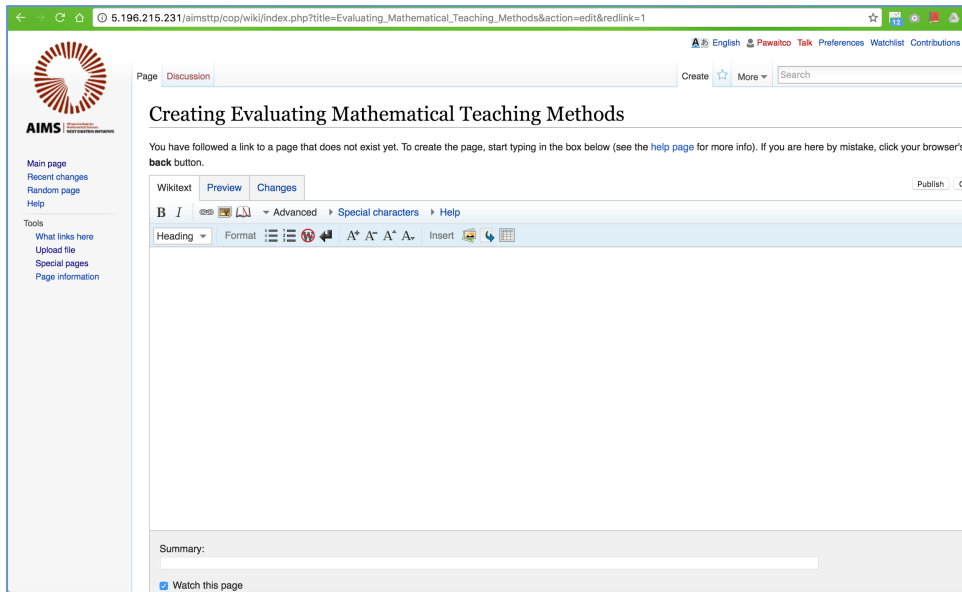 5.196.215.231/aimsttp/cop/wiki/index.php?title=Evaluating_Mathematical_Teaching_Methods&action=edit&redlink=1
12
English Pawaitco Talk Preferences Watchlist Contributions
Page Discussion
Create More Search
AIMS
Creating Evaluating Mathematical Teaching Methods
You have followed a link to a page that does not exist yet. To create the page, start typing in the box below (see the help page for more info). If you are here by mistake, click your browser's
back button.
Main page
Recent changes
Random page
Help
Tools
What links here
Upload file
Special pages
Page information
Wikitext Preview Changes
Publish
B I Advanced Special characters Help
Heading Format A+ A- A A Insert
Summary:
Watch this page